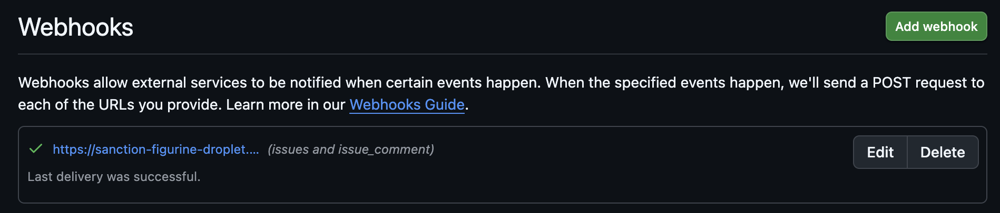 Webhooks
Add webhook
Webhooks allow external services to be notified when certain events happen. When the specified events happen, we'll send a POST request to
each of the URLs you provide. Learn more in our Webhooks Guide.
https://sanction-figurine-droplet.... (issues and issue_comment)
Edit
Delete
Last delivery was successful.